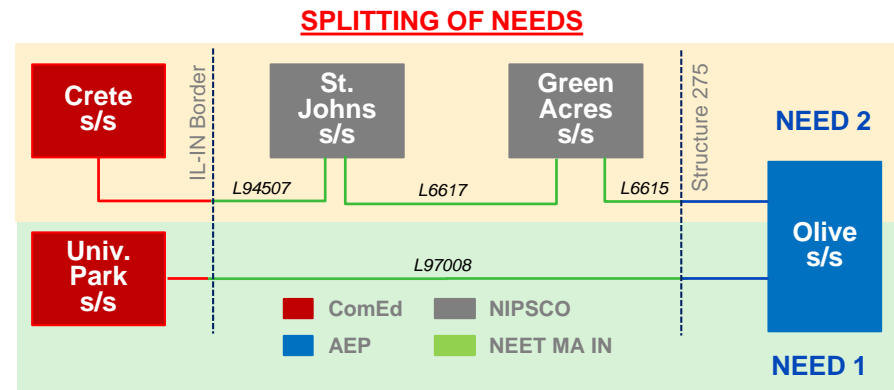 SPLITTING OF NEEDS
Crete
s/s
IL-IN Border
St.
Johns
s/s
Green
Acres
s/s
Structure 275
NEED 2
L94507
L6617
L6615
Univ.
Park
s/s
L97008
Olive
s/s
ComEd
NIPSCO
AEP
NEET MA IN
NEED 1